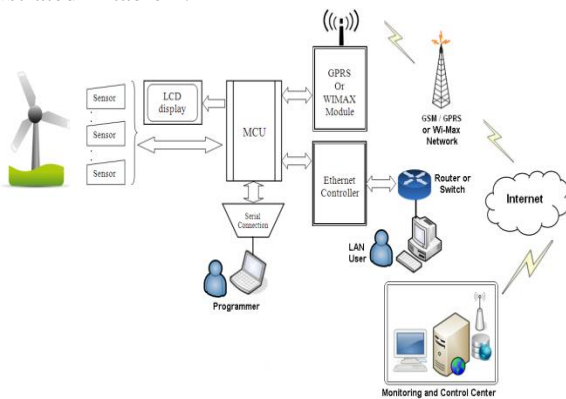 Sensor
Sensor
Sensor
LCD
display
MCU
GPRS
Or
WIMAX
Module
GSM / GPRS
or Wi-Max
Network
Ethernet
Controller
Router or
Switch
Internet
Serial
Connection
LAN
User
Programmer
Monitoring and Control Center